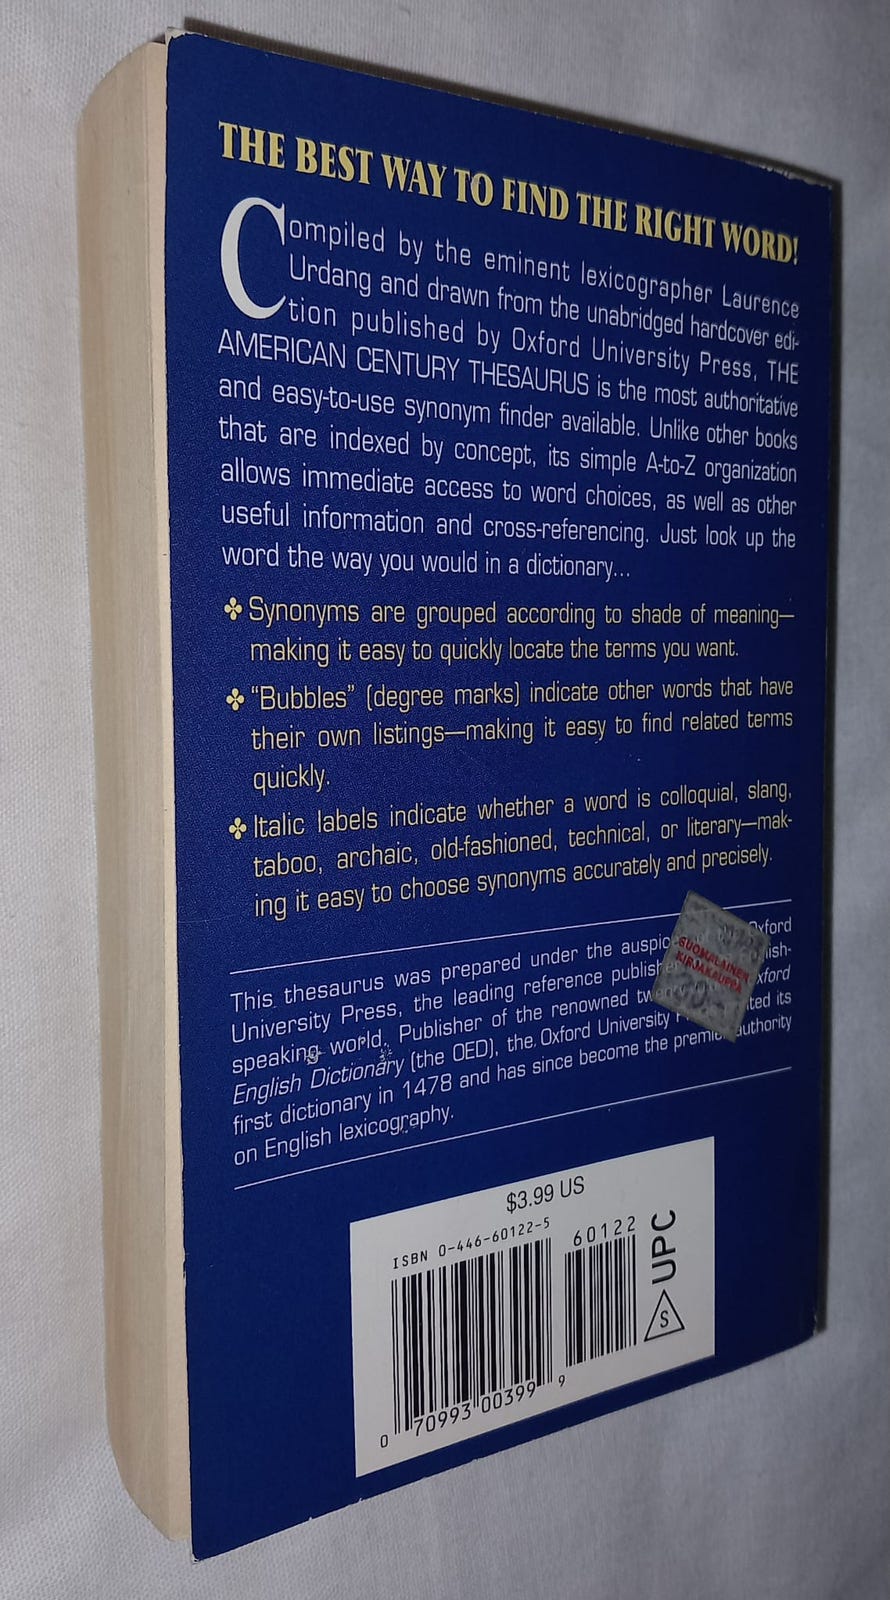 THE BEST WAY TO FIND THE RIGHT WORD!
Compiled by the eminent lexicographer Laurence
Urdang and drawn from the unabridged hardcover edi-
tion published by Oxford University Press, THE
AMERICAN CENTURY THESAURUS is the most authoritative
and easy-to-use synonym finder available. Unlike other books
that are indexed by concept, its simple A-to-Z organization
allows immediate access to word choices, as well as other
useful information and cross-referencing. Just look up the
word the way you would in a dictionary...
Synonyms are grouped according to shade of meaning—
making it easy to quickly locate the terms you want.
"Bubbles" (degree marks) indicate other words that have
their own listings—making it easy to find related terms
quickly.
Italic labels indicate whether a word is colloquial, slang,
taboo, archaic, old-fashioned, technical, or literary—mak-
ing it easy to choose synonyms accurately and precisely.
This thesaurus was prepared under the auspic Oxford
University Press, the leading reference publish lish-
speaking world. Publisher of the renowned Oxford
English Dictionary (the OED), the Oxford University ted its
first dictionary in 1478 and has since become the premie authority
on English lexicography.
SUOMALAINEN
KIRJAKAUPPA
$3.99 US
ISBN 0-446-60122-5
60122
UPC
S
0 70993 00399 9